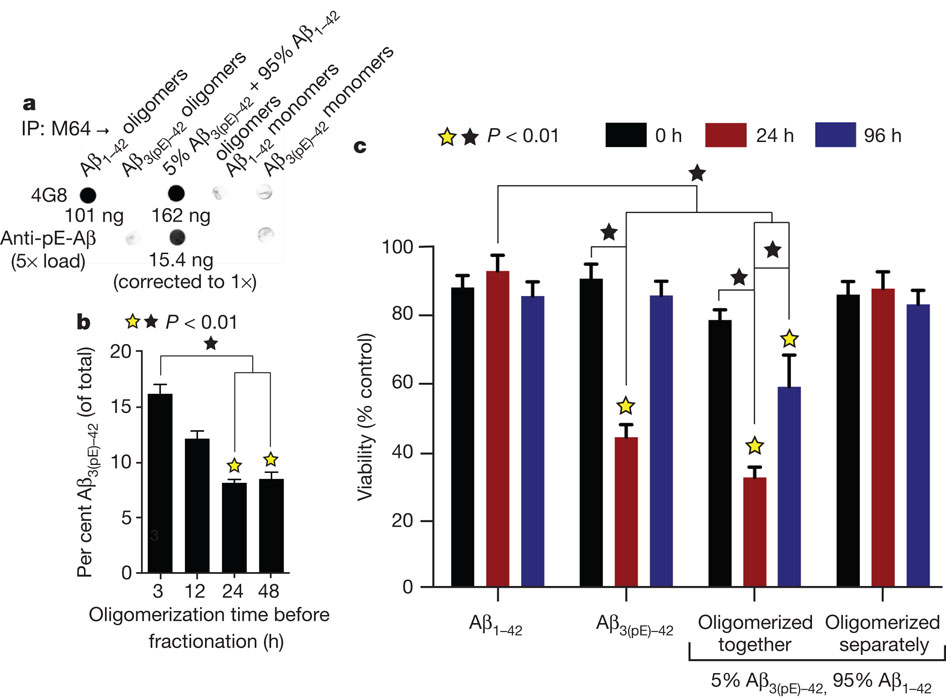 a
IP: M64 →
Aβ1–42 oligomers
Aβ3(pE)–42 oligomers
5% Aβ3(pE)–42 + 95% Aβ1–42
oligomers
Aβ1–42 monomers
Aβ3(pE)–42 monomers
4G8
101 ng 162 ng
Anti-pE-Aβ
(5× load) 15.4 ng
(corrected to 1×)
b
P < 0.01
Per cent Aβ3(pE)–42 (of total)
20
15
10
5
0
3
3 12 24 48
Oligomerization time before
fractionation (h)
c
P < 0.01 0 h 24 h 96 h
Viability (% control)
100
80
60
40
20
0
Aβ1–42 Aβ3(pE)–42 Oligomerized together Oligomerized separately
5% Aβ3(pE)–42, 95% Aβ1–42